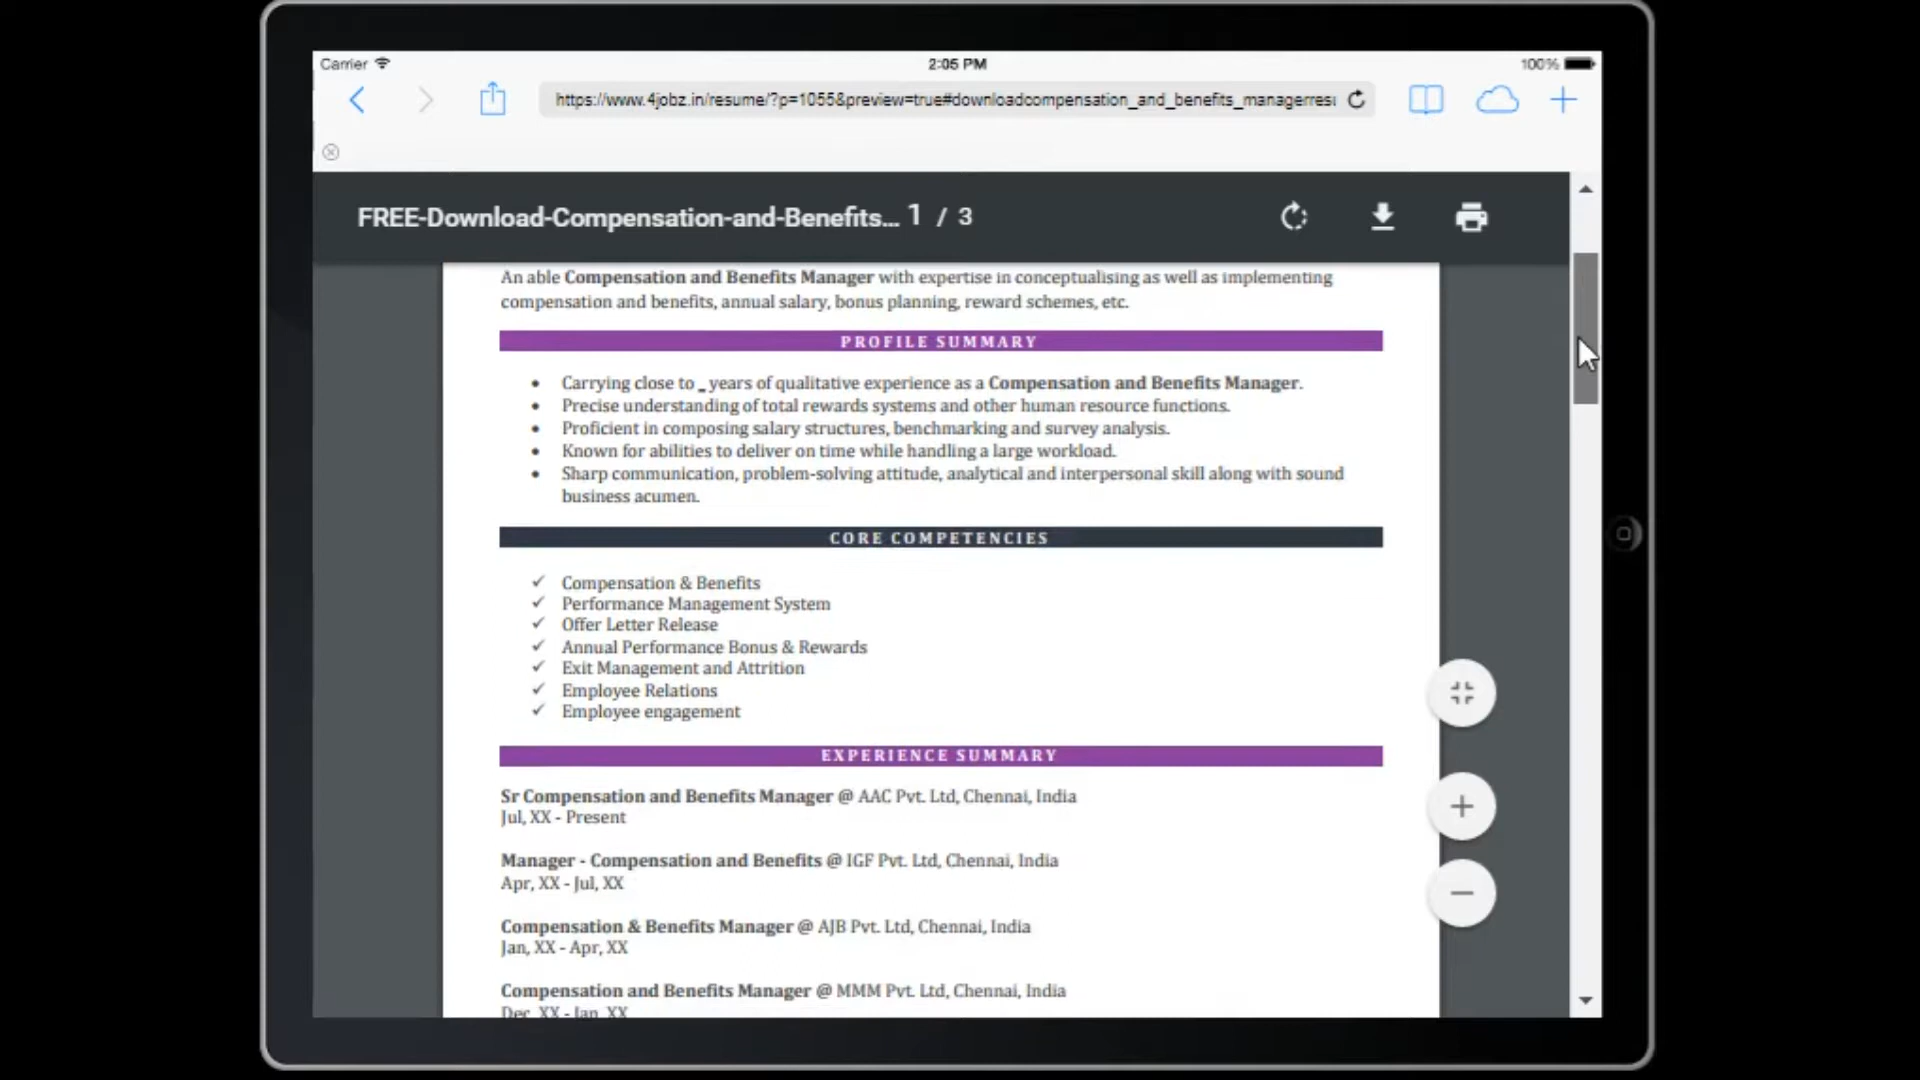 Carrier
2:05 PM
100%
https://www.4jobz.in/resume/?p=1055&preview=true#downloadcompensation_and_benefits_managerresu
FREE-Download-Compensation-and-Benefits... 1 / 3
An able Compensation and Benefits Manager with expertise in conceptualising as well as implementing
compensation and benefits, annual salary, bonus planning, reward schemes, etc.
PROFILE SUMMARY
• Carrying close to _ years of qualitative experience as a Compensation and Benefits Manager.
• Precise understanding of total rewards systems and other human resource functions.
• Proficient in composing salary structures, benchmarking and survey analysis.
• Known for abilities to deliver on time while handling a large workload.
• Sharp communication, problem-solving attitude, analytical and interpersonal skill along with sound
business acumen.
CORE COMPETENCIES
✓ Compensation & Benefits
✓ Performance Management System
✓ Offer Letter Release
✓ Annual Performance Bonus & Rewards
✓ Exit Management and Attrition
✓ Employee Relations
✓ Employee engagement
EXPERIENCE SUMMARY
Sr Compensation and Benefits Manager @ AAC Pvt. Ltd, Chennai, India
Jul, XX - Present
Manager - Compensation and Benefits @ IGF Pvt. Ltd, Chennai, India
Apr, XX - Jul, XX
Compensation & Benefits Manager @ AJB Pvt. Ltd, Chennai, India
Jan, XX - Apr, XX
Compensation and Benefits Manager @ MMM Pvt. Ltd, Chennai, India
Dec, XX - Jan, XX